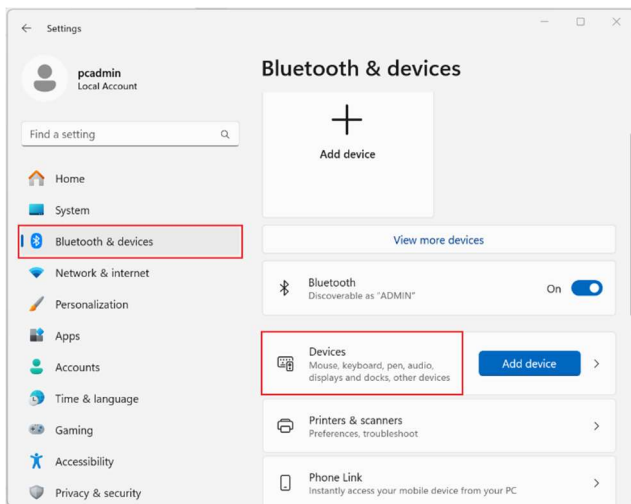 Settings
pcadmin
Local Account
Find a setting
Home
System
Bluetooth & devices
Network & internet
Personalization
Apps
Accounts
Time & language
Gaming
Accessibility
Privacy & security
Bluetooth & devices
Add device
View more devices
Bluetooth
Discoverable as "ADMIN"
On
Devices
Mouse, keyboard, pen, audio,
displays and docks, other devices
Add device
Printers & scanners
Preferences, troubleshoot
Phone Link
Instantly access your mobile device from your PC